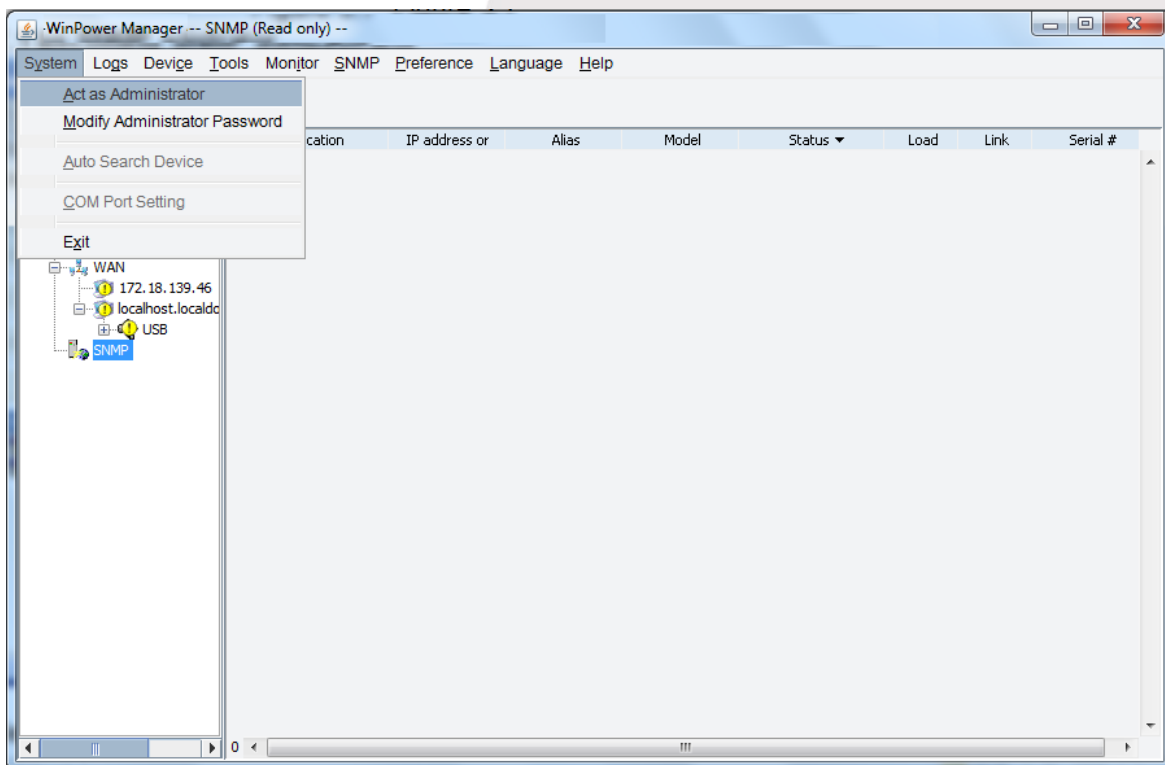 WinPower Manager -- SNMP (Read only) --
System Logs Device Tools Monitor SNMP Preference Language Help
Act as Administrator
Modify Administrator Password
Auto Search Device
COM Port Setting
Exit
cation IP address or Alias Model Status Load Link Serial #
WAN
172.18.139.46
localhost.localdo
USB
SNMP
0